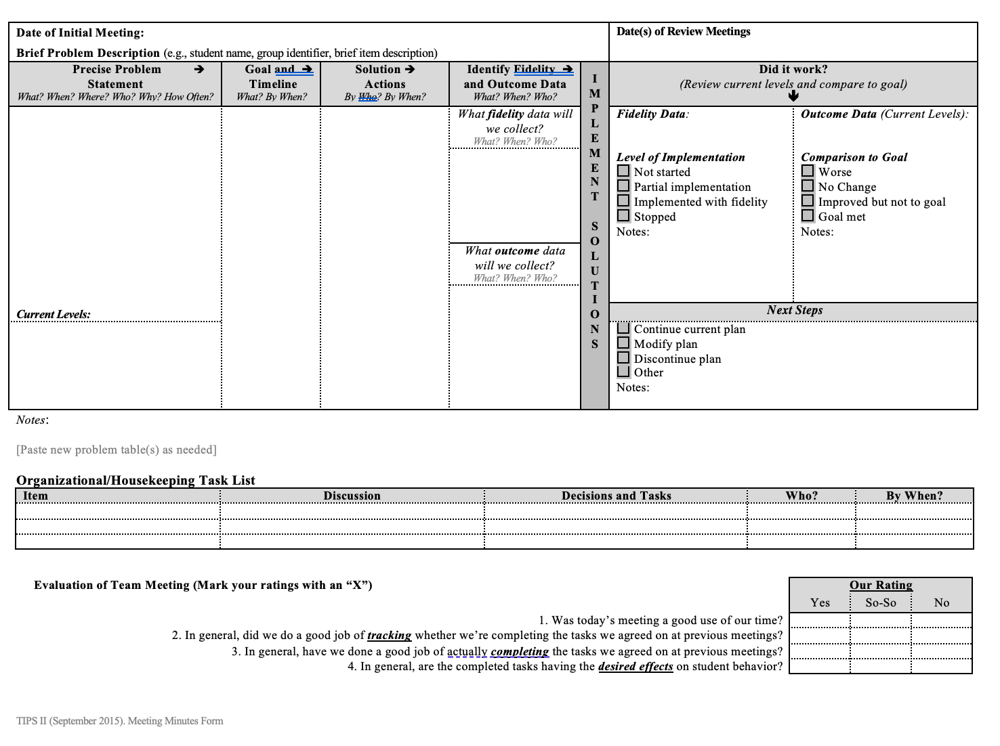 Date of Initial Meeting:
Brief Problem Description (e.g., student name, group identifier, brief item description)
Date(s) of Review Meetings
Precise Problem ➔
Statement
What? When? Where? Who? Why? How Often?
Goal and ➔
Timeline
What? By When?
Solution ➔
Actions
By Who? By When?
Identify Fidelity ➔
and Outcome Data
What? When? Who?
I
M
P
L
E
M
E
N
T
S
O
L
U
T
I
O
N
S
Did it work?
(Review current levels and compare to goal)
🡻
What fidelity data will
we collect?
What? When? Who?
What outcome data
will we collect?
What? When? Who?
Current Levels:
Fidelity Data:
Level of Implementation
☐ Not started
☐ Partial implementation
☐ Implemented with fidelity
☐ Stopped
Notes:
Outcome Data (Current Levels):
Comparison to Goal
☐ Worse
☐ No Change
☐ Improved but not to goal
☐ Goal met
Notes:
Next Steps
☐ Continue current plan
☐ Modify plan
☐ Discontinue plan
☐ Other
Notes:
Notes:
[Paste new problem table(s) as needed]
Organizational/Housekeeping Task List
Item Discussion Decisions and Tasks Who? By When?
Evaluation of Team Meeting (Mark your ratings with an “X”)
Our Rating
Yes So-So No
1. Was today’s meeting a good use of our time?
2. In general, did we do a good job of tracking whether we’re completing the tasks we agreed on at previous meetings?
3. In general, have we done a good job of actually completing the tasks we agreed on at previous meetings?
4. In general, are the completed tasks having the desired effects on student behavior?
TIPS II (September 2015). Meeting Minutes Form